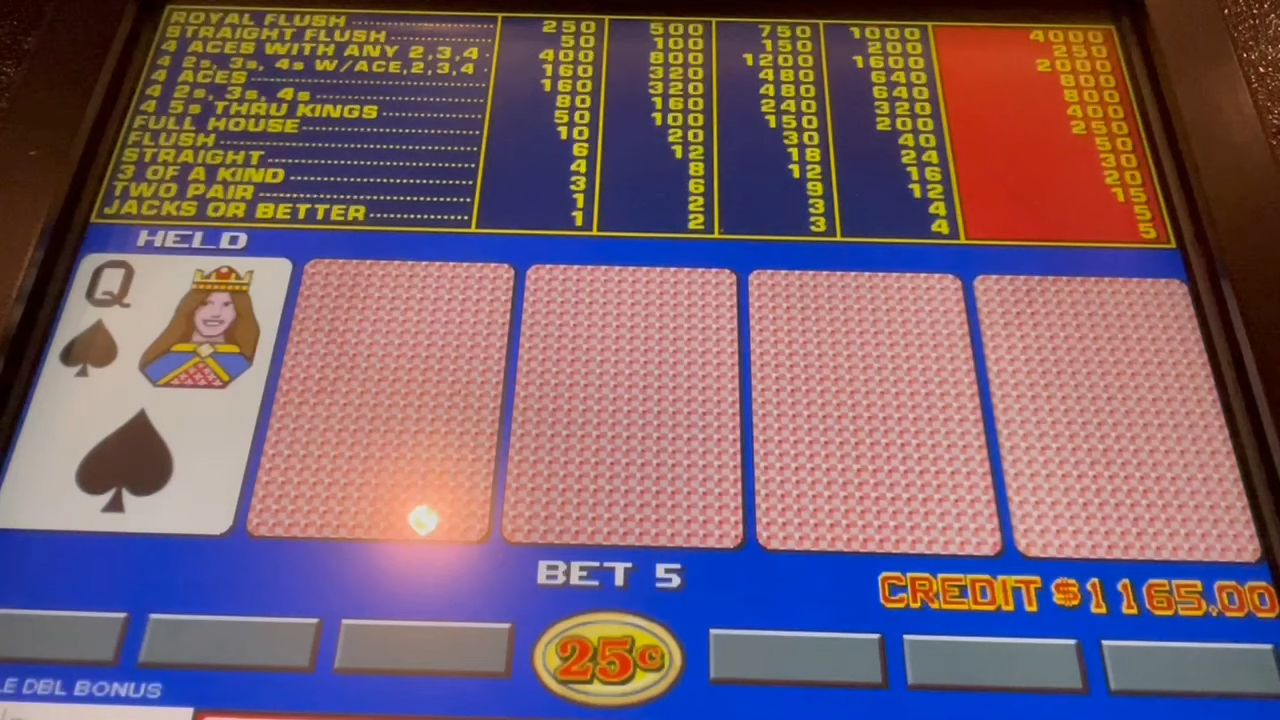 ROYAL FLUSH 250 500 750 1000 4000
STRAIGHT FLUSH 50 100 150 200 250
4 ACES WITH ANY 2,3,4 400 800 1200 1600 2000
4 2s, 3s, 4s W/ACE,2,3,4 160 320 480 640 800
4 ACES 160 320 480 640 800
4 2s, 3s, 4s 80 160 240 320 400
4 5s THRU KINGS 50 100 150 200 250
FULL HOUSE 10 20 30 40 50
FLUSH 6 12 18 24 30
STRAIGHT 4 8 12 16 20
3 OF A KIND 3 6 9 12 15
TWO PAIR 1 2 3 4 5
JACKS OR BETTER 1 2 3 4 5
HELD
Q
BET 5
CREDIT $1165.00
25¢
LE DBL BONUS